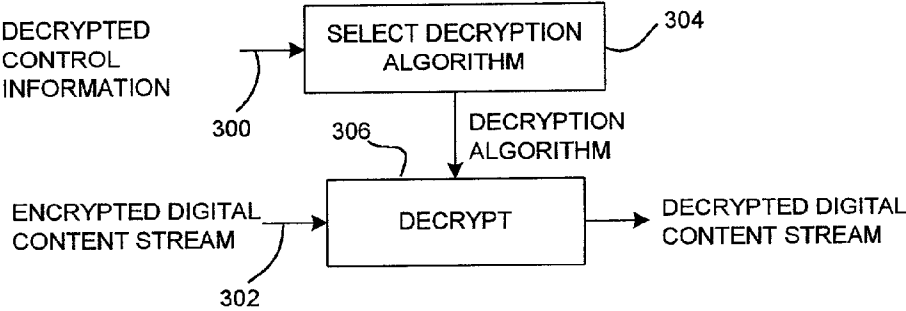 DECRYPTED
CONTROL
INFORMATION
300
SELECT DECRYPTION
ALGORITHM
304
DECRYPTION
ALGORITHM
306
ENCRYPTED DIGITAL
CONTENT STREAM
302
DECRYPT
DECRYPTED DIGITAL
CONTENT STREAM